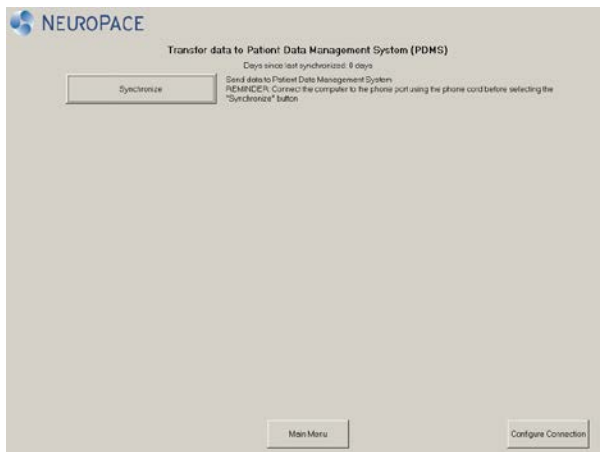 NEUROPACE
Transfer data to Patient Data Management System (PDMS)
Days since last synchronized: 0 days
Synchronize
Send data to Patient Data Management System
REMINDER: Connect the computer to the phone port using the phone cord before selecting the
"Synchronize" button
Main Menu
Configure Connection